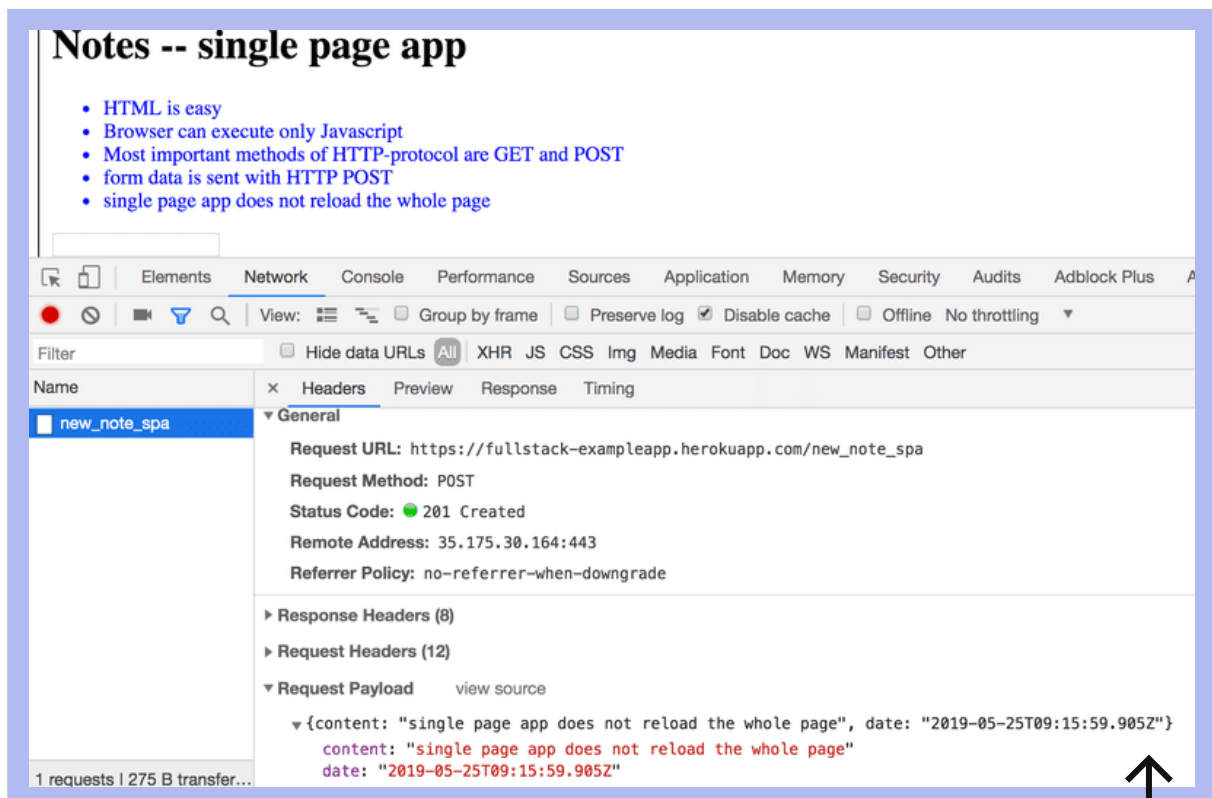 Notes -- single page app
• HTML is easy
• Browser can execute only Javascript
• Most important methods of HTTP-protocol are GET and POST
• form data is sent with HTTP POST
• single page app does not reload the whole page
Elements Network Console Performance Sources Application Memory Security Audits Adblock Plus A
View: Group by frame Preserve log Disable cache Offline No throttling
Filter Hide data URLs All XHR JS CSS Img Media Font Doc WS Manifest Other
Name × Headers Preview Response Timing
new_note_spa
General
Request URL: https://fullstack-exampleapp.herokuapp.com/new_note_spa
Request Method: POST
Status Code: 201 Created
Remote Address: 35.175.30.164:443
Referrer Policy: no-referrer-when-downgrade
Response Headers (8)
Request Headers (12)
Request Payload view source
{content: "single page app does not reload the whole page", date: "2019-05-25T09:15:59.905Z"}
content: "single page app does not reload the whole page"
date: "2019-05-25T09:15:59.905Z"
1 requests | 275 B transfer...